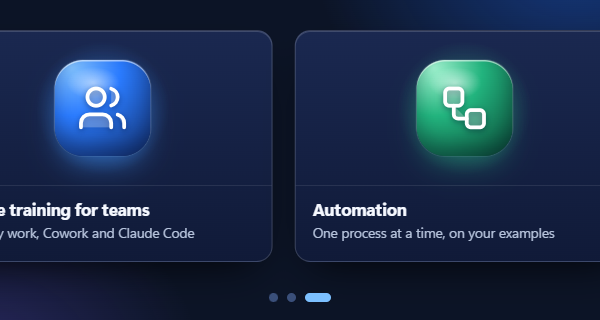 training for teams
work, Cowork and Claude Code
Automation
One process at a time, on your examples